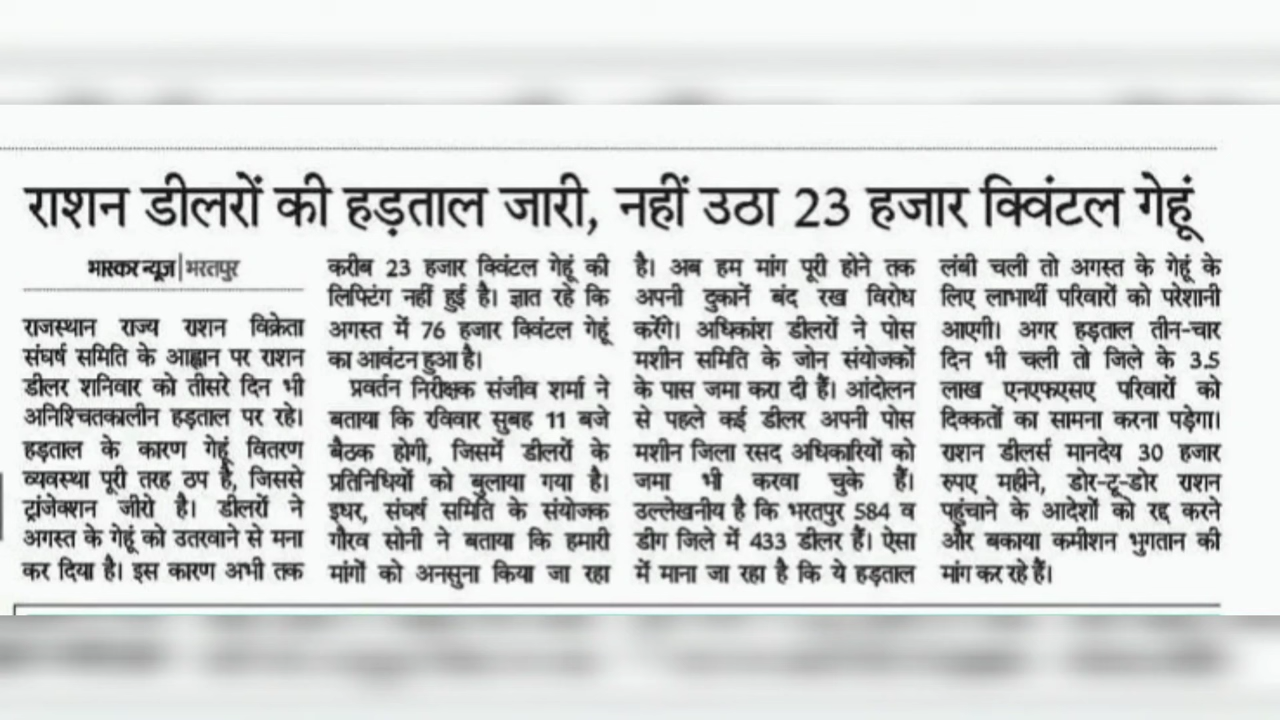 राशन डीलरों की हड़ताल जारी, नहीं उठा 23 हजार क्विंटल गेहूं
भास्कर न्यूज|भरतपुर
राजस्थान राज्य राशन विक्रेता
संघर्ष समिति के आह्वान पर राशन
डीलर शनिवार को तीसरे दिन भी
अनिश्चितकालीन हड़ताल पर रहे।
हड़ताल के कारण गेहूं वितरण
व्यवस्था पूरी तरह ठप है, जिससे
ट्रांजेक्शन जीरो है। डीलरों ने
अगस्त के गेहूं को उतरवाने से मना
कर दिया है। इस कारण अभी तक
करीब 23 हजार क्विंटल गेहूं की
लिफ्टिंग नहीं हुई है। ज्ञात रहे कि
अगस्त में 76 हजार क्विंटल गेहूं
का आवंटन हुआ है।
प्रवर्तन निरीक्षक संजीव शर्मा ने
बताया कि रविवार सुबह 11 बजे
बैठक होगी, जिसमें डीलरों के
प्रतिनिधियों को बुलाया गया है।
इधर, संघर्ष समिति के संयोजक
गौरव सोनी ने बताया कि हमारी
मांगों को अनसुना किया जा रहा
है। अब हम मांग पूरी होने तक
अपनी दुकानें बंद रख विरोध
करेंगे। अधिकांश डीलरों ने पोस
मशीन समिति के जोन संयोजकों
के पास जमा करा दी हैं। आंदोलन
से पहले कई डीलर अपनी पोस
मशीन जिला रसद अधिकारियों को
जमा भी करवा चुके हैं।
उल्लेखनीय है कि भरतपुर 584 व
डीग जिले में 433 डीलर हैं। ऐसा
में माना जा रहा है कि ये हड़ताल
लंबी चली तो अगस्त के गेहूं के
लिए लाभार्थी परिवारों को परेशानी
आएगी। अगर हड़ताल तीन-चार
दिन भी चली तो जिले के 3.5
लाख एनएफएसए परिवारों को
दिक्कतों का सामना करना पड़ेगा।
राशन डीलर्स मानदेय 30 हजार
रुपए महीने, डोर-टू-डोर राशन
पहुंचाने के आदेशों को रद्द करने
और बकाया कमीशन भुगतान की
मांग कर रहे हैं।